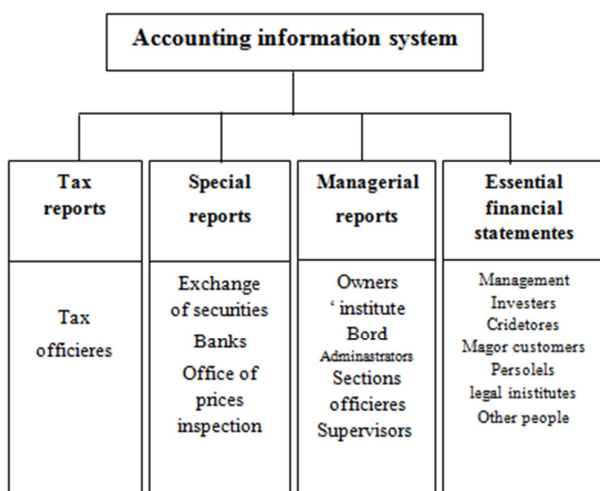 Accounting information system
Tax
reports
Special
reports
Managerial
reports
Essential
financial
statementes
Tax
officieres
Exchange
of securities
Banks
Office of
prices
inspection
Owners
‘ institute
Bord
Adminastrators
Sections
officieres
Supervisors
Management
Investers
Cridetores
Magor customers
Persolels
legal inistitutes
Other people